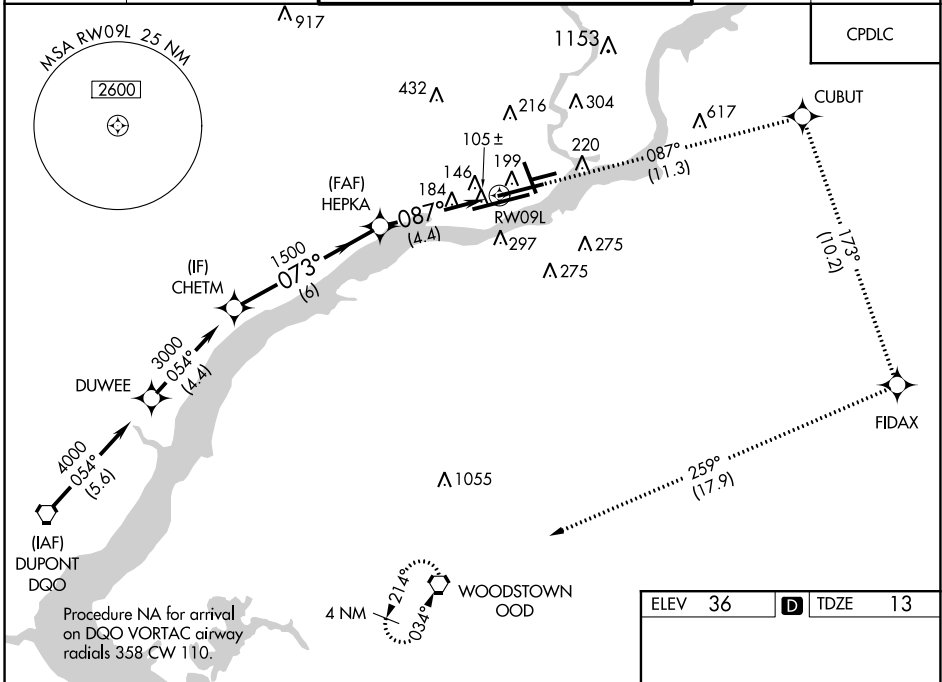 917
MSA RW09L 25 NM
2600
1153
CPDLC
432
216
304
617
CUBUT
105 ±
199
220
087°
(11.3)
146
184
(FAF)
HEPKA
087°
(4.4)
RW09L
297
275
275
1500
073°
(6)
(IF)
CHETM
173°
(10.2)
3000
054°
(4.4)
DUWEE
FIDAX
4000
054°
(5.6)
259°
(17.9)
1055
(IAF)
DUPONT
DQO
4 NM
214°
034°
WOODSTOWN
OOD
Procedure NA for arrival
on DQO VORTAC airway
radials 358 CW 110.
ELEV 36 D TDZE 13